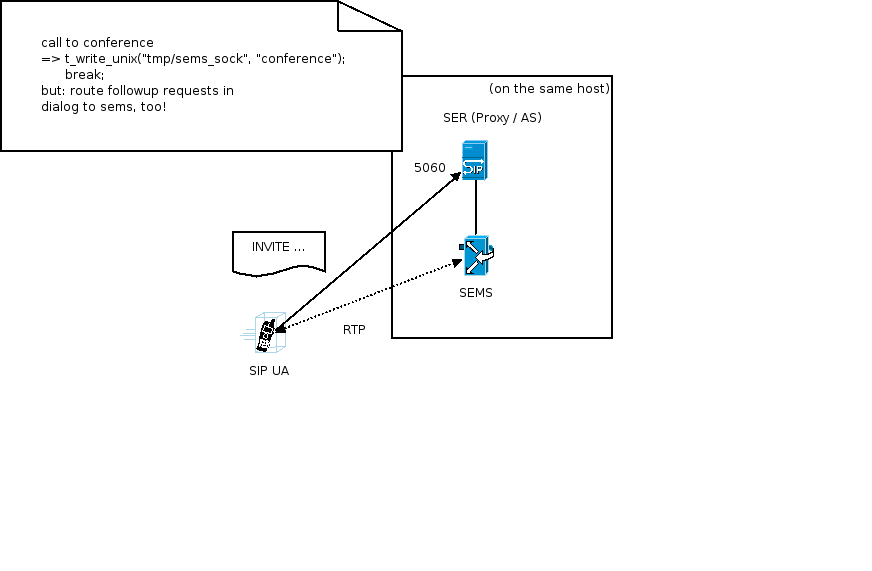 call to conference
=> t_write_unix("tmp/sems_sock", "conference");
break;
but: route followup requests in
dialog to sems, too!
(on the same host)
SER (Proxy / AS)
5060
SIP
INVITE ...
SEMS
RTP
SIP UA